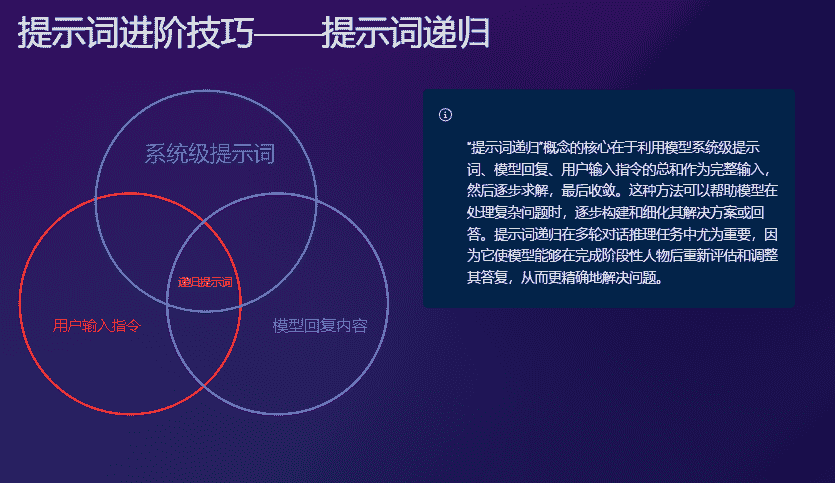 提示词进阶技巧——提示词递归
系统级提示词
递归提示词
用户输入指令
模型回复内容
“提示词递归”概念的核心在于利用模型系统级提示
词、模型回复、用户输入指令的总和作为完整输入，
然后逐步求解，最后收敛。这种方法可以帮助模型在
处理复杂问题时，逐步构建和细化其解决方案或回
答。提示词递归在多轮对话推理任务中尤为重要，因
为它使模型能够在完成阶段性人物后重新评估和调整
其答复，从而更精确地解决问题。